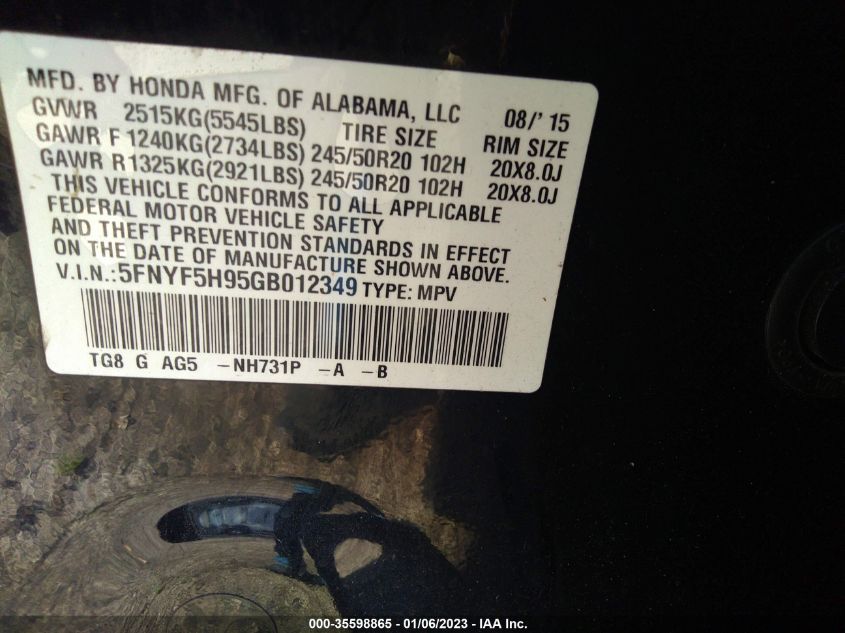 MFD. BY HONDA MFG. OF ALABAMA, LLC 08/' 15
GVWR 2515KG(5545LBS) TIRE SIZE RIM SIZE
GAWR F 1240KG(2734LBS) 245/50R20 102H 20X8.0J
GAWR R1325KG(2921LBS) 245/50R20 102H 20X8.0J
THIS VEHICLE CONFORMS TO ALL APPLICABLE
FEDERAL MOTOR VEHICLE SAFETY
AND THEFT PREVENTION STANDARDS IN EFFECT
ON THE DATE OF MANUFACTURE SHOWN ABOVE.
V.I.N.:5FNYF5H95GB012349 TYPE: MPV
TG8 G AG5 -NH731P -A -B
000-35598865 - 01/06/2023 - IAA Inc.